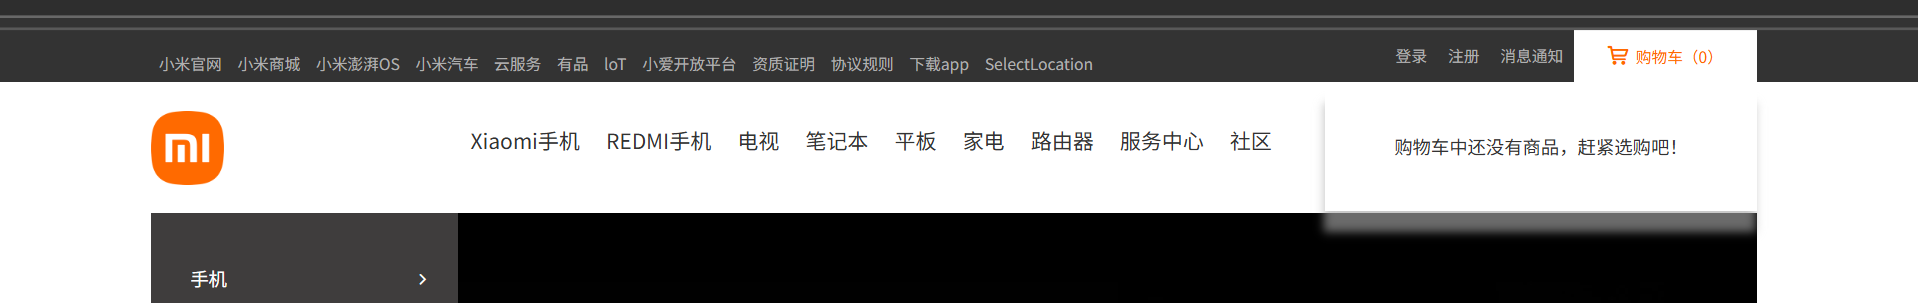 小米官网 小米商城 小米澎湃OS 小米汽车 云服务 有品 loT 小爱开放平台 资质证明 协议规则 下载app SelectLocation 登录 注册 消息通知 购物车（0）
MI Xiaomi手机 REDMI手机 电视 笔记本 平板 家电 路由器 服务中心 社区
购物车中还没有商品，赶紧选购吧！
手机